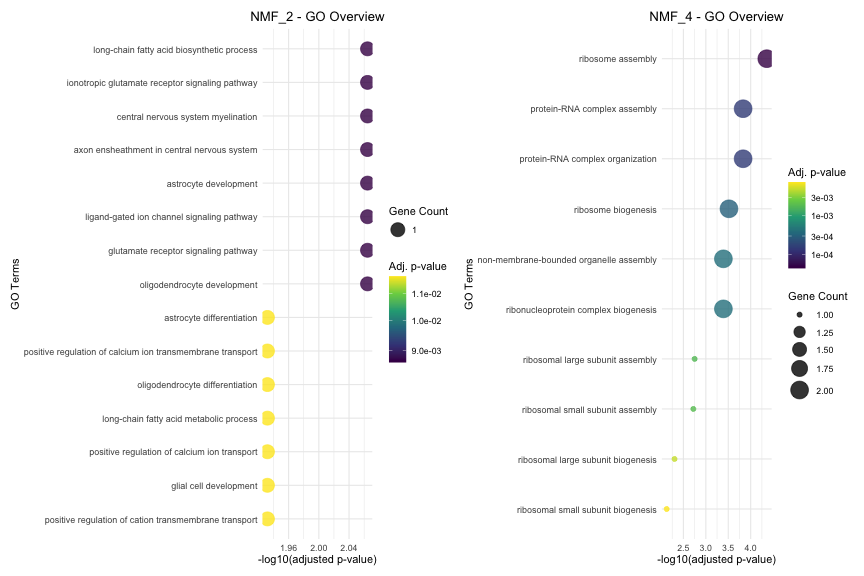 NMF_2 - GO Overview
GO Terms
long-chain fatty acid biosynthetic process
ionotropic glutamate receptor signaling pathway
central nervous system myelination
axon ensheathment in central nervous system
astrocyte development
ligand-gated ion channel signaling pathway
glutamate receptor signaling pathway
oligodendrocyte development
astrocyte differentiation
positive regulation of calcium ion transmembrane transport
oligodendrocyte differentiation
long-chain fatty acid metabolic process
positive regulation of calcium ion transport
glial cell development
positive regulation of cation transmembrane transport
1.96 2.00 2.04
-log10(adjusted p-value)
Gene Count
1
Adj. p-value
1.1e-02
1.0e-02
9.0e-03
NMF_4 - GO Overview
GO Terms
ribosome assembly
protein-RNA complex assembly
protein-RNA complex organization
ribosome biogenesis
non-membrane-bounded organelle assembly
ribonucleoprotein complex biogenesis
ribosomal large subunit assembly
ribosomal small subunit assembly
ribosomal large subunit biogenesis
ribosomal small subunit biogenesis
2.5 3.0 3.5 4.0
-log10(adjusted p-value)
Adj. p-value
3e-03
1e-03
3e-04
1e-04
Gene Count
1.00
1.25
1.50
1.75
2.00